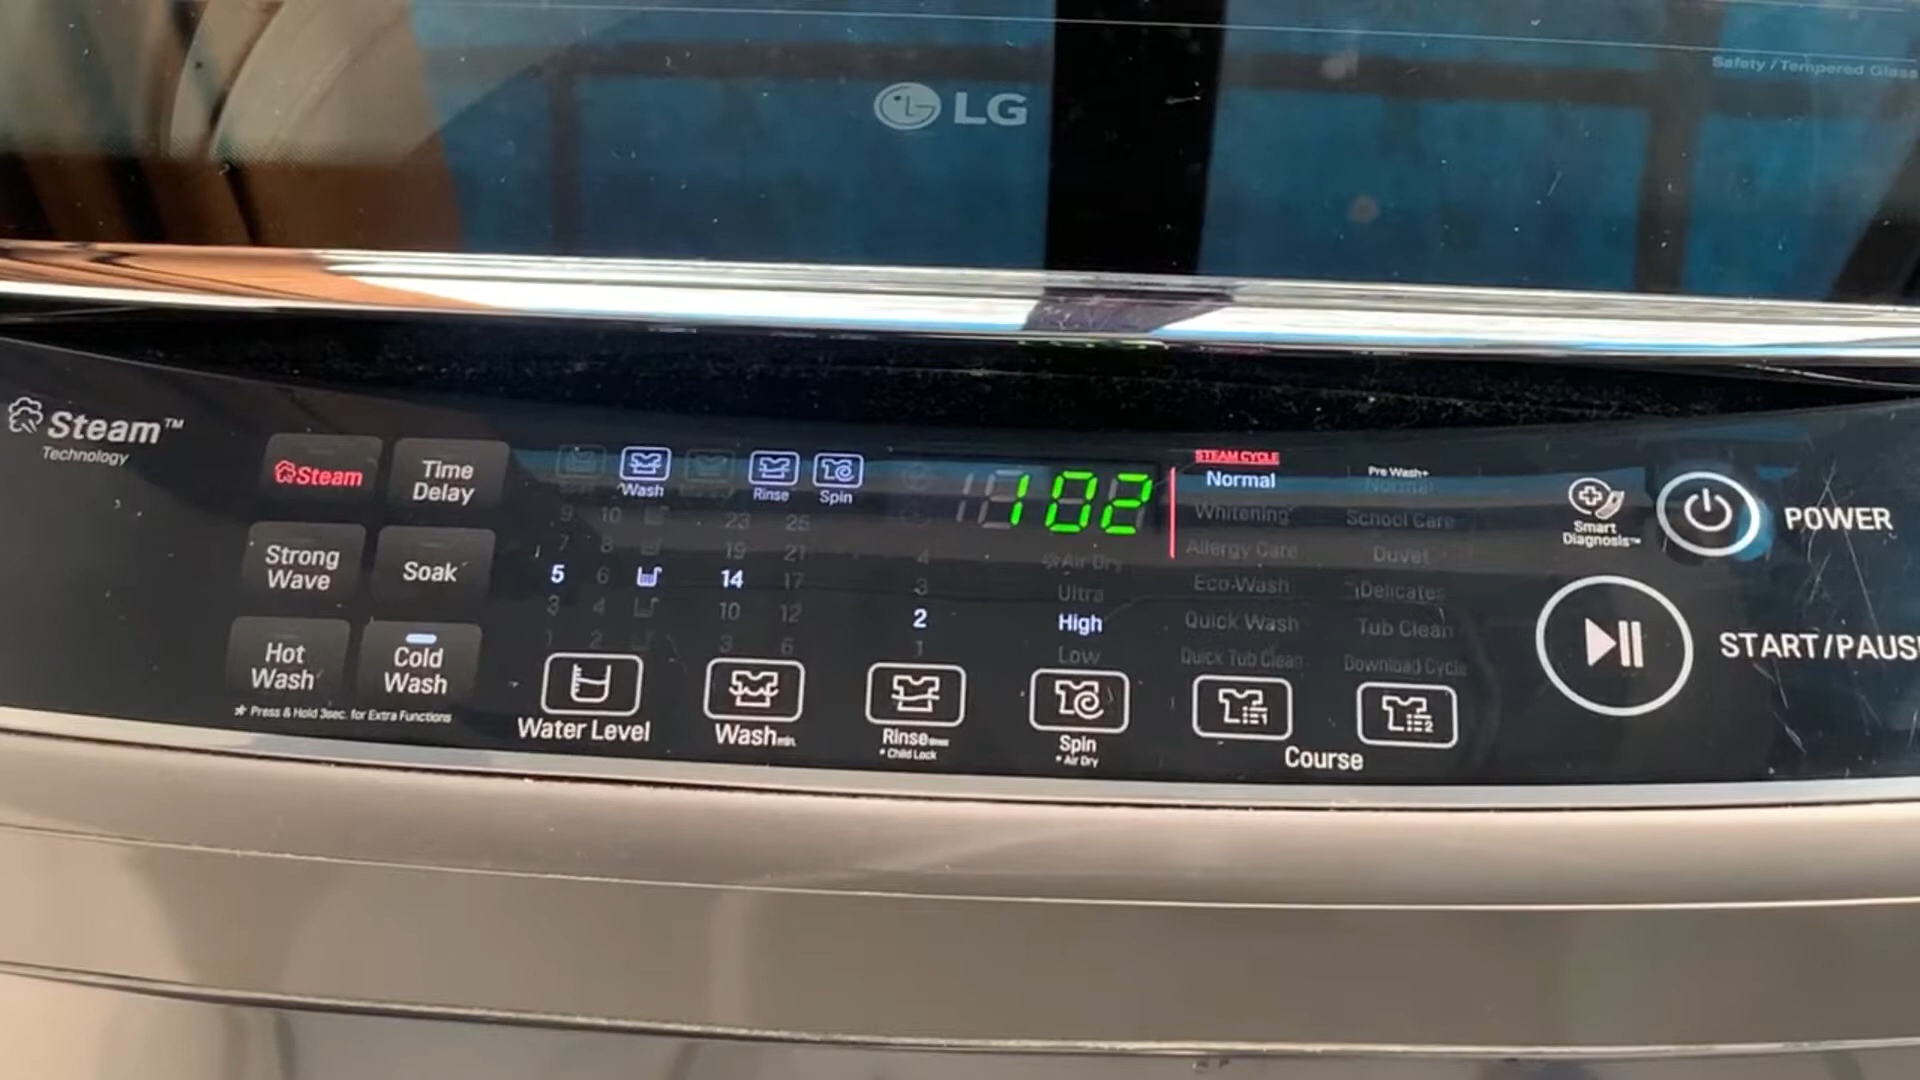 Safety / Tempered Glass
LG
Steam™
Technology
Steam
Time Delay
Strong Wave
Soak
Hot Wash
Cold Wash
* Press & Hold 3sec. for Extra Functions
Wash
Rinse
Spin
9 10
7 8
5 6
3 4
1 2
Water Level
23 25
19 21
14 17
10 12
3 6
Wash min.
4
3
2
1
Rinse
* Child Lock
102
Air Dry
Ultra
High
Low
Spin
* Air Dry
STEAM CYCLE
Normal
Whitening
Allergy Care
Eco-Wash
Quick Wash
Quick Tub Clean
Pre Wash+
Normal
School Care
Duvet
Delicates
Tub Clean
Download Cycle
Course
Smart
Diagnosis™
POWER
START/PAUS